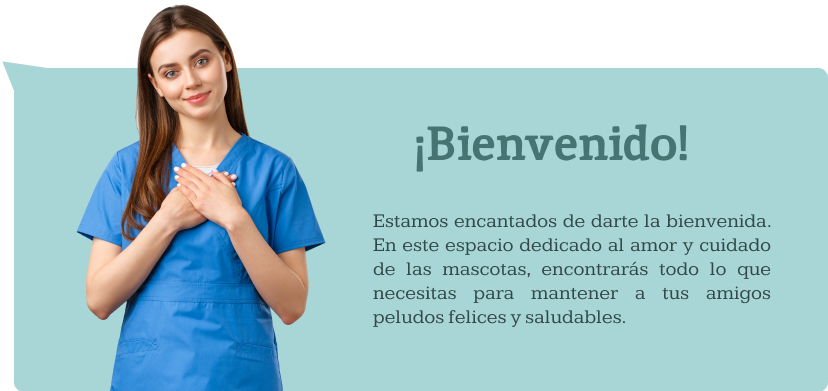 ¡Bienvenido!
Estamos encantados de darte la bienvenida.
En este espacio dedicado al amor y cuidado
de las mascotas, encontrarás todo lo que
necesitas para mantener a tus amigos
peludos felices y saludables.